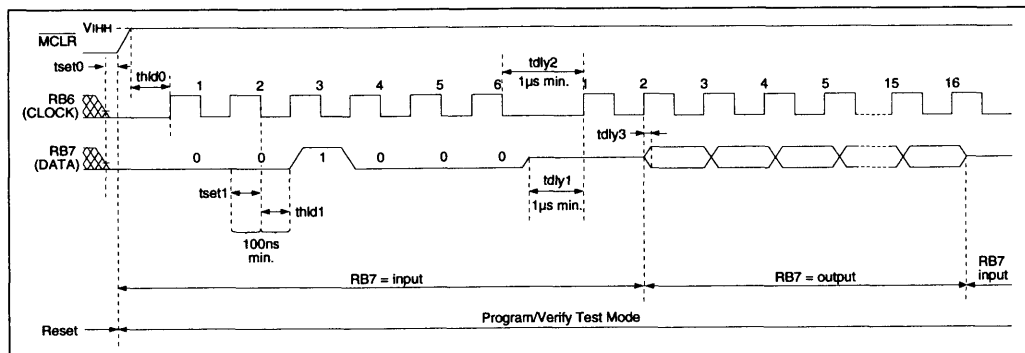 VIHH
MCLR
tset0
thld0
tdly2
1µs min.
1 2 3 4 5 6 1 2 3 4 5 15 16
RB6
(CLOCK)
tdly3
RB7
(DATA)
0 0 1 0 0 0
tset1
thld1
tdly1
1µs min.
100ns
min.
RB7 = input
RB7 = output
RB7
input
Reset
Program/Verify Test Mode